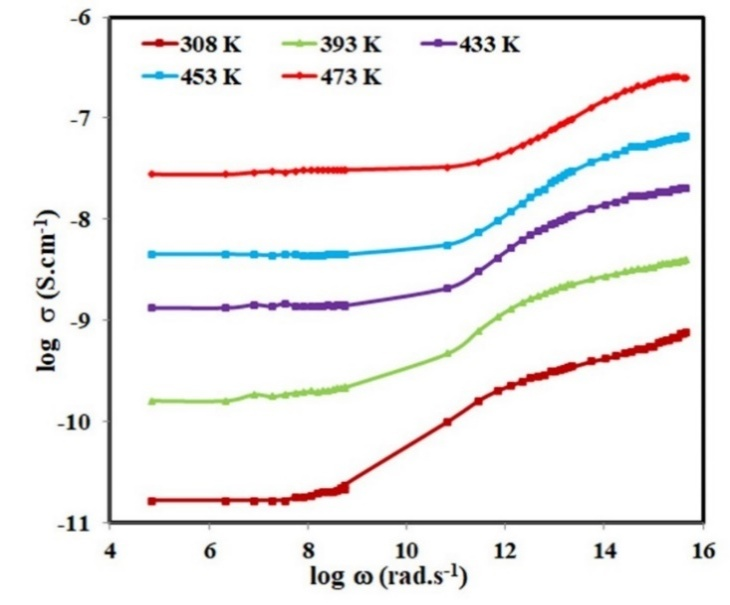 -6
308 K 393 K 433 K
453 K 473 K
-7
-8
-9
-10
-11
log σ (S.cm-1)
4 6 8 10 12 14 16
log ω (rad.s-1)